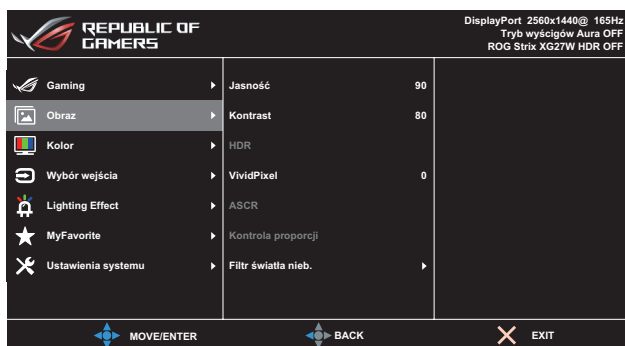 REPUBLIC OF
GAMERS
DisplayPort 2560x1440@ 165Hz
Tryb wyścigów Aura OFF
ROG Strix XG27W HDR OFF
Gaming
Obraz
Kolor
Wybór wejścia
Lighting Effect
MyFavorite
Ustawienia systemu
Jasność 90
Kontrast 80
HDR
VividPixel 0
ASCR
Kontrola proporcji
Filtr światła nieb.
MOVE/ENTER BACK EXIT